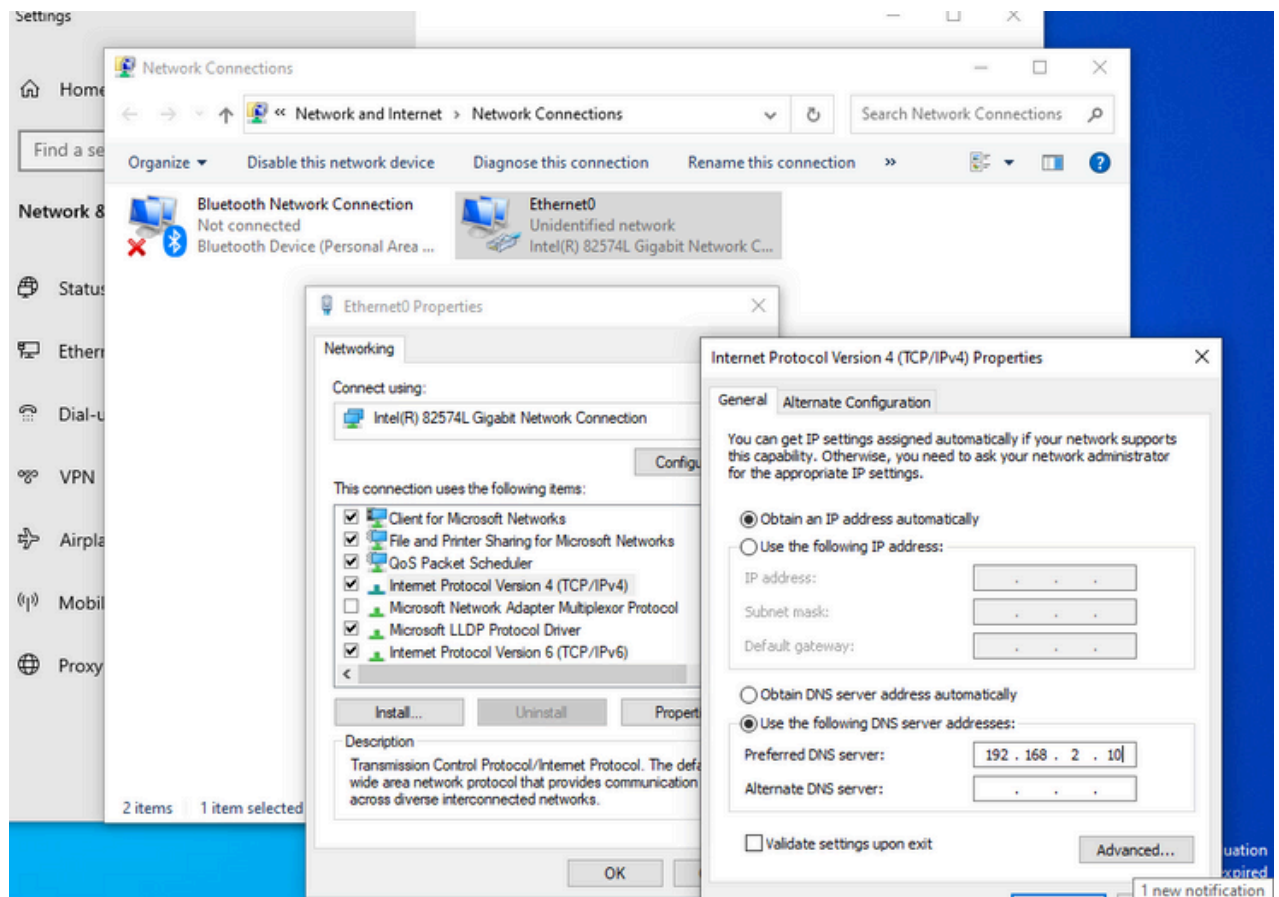 Settings
Network Connections
Home
« Network and Internet › Network Connections
Search Network Connections
Find a se
Organize
Disable this network device
Diagnose this connection
Rename this connection
»
Network &
Bluetooth Network Connection
Not connected
Bluetooth Device (Personal Area ...
Ethernet0
Unidentified network
Intel(R) 82574L Gigabit Network C...
Status
Ethern
Dial-u
VPN
Airpla
Mobil
Proxy
2 items
1 item selected
Ethernet0 Properties
Networking
Connect using:
Intel(R) 82574L Gigabit Network Connection
Configu
This connection uses the following items:
Client for Microsoft Networks
File and Printer Sharing for Microsoft Networks
QoS Packet Scheduler
Internet Protocol Version 4 (TCP/IPv4)
Microsoft Network Adapter Multiplexor Protocol
Microsoft LLDP Protocol Driver
Internet Protocol Version 6 (TCP/IPv6)
Install...
Uninstall
Properti
Description
Transmission Control Protocol/Internet Protocol. The defa
wide area network protocol that provides communication
across diverse interconnected networks.
OK
Internet Protocol Version 4 (TCP/IPv4) Properties
General
Alternate Configuration
You can get IP settings assigned automatically if your network supports
this capability. Otherwise, you need to ask your network administrator
for the appropriate IP settings.
Obtain an IP address automatically
Use the following IP address:
IP address:
Subnet mask:
Default gateway:
Obtain DNS server address automatically
Use the following DNS server addresses:
Preferred DNS server: 192 . 168 . 2 . 10
Alternate DNS server:
Validate settings upon exit
Advanced...
uation
xpired
1 new notification